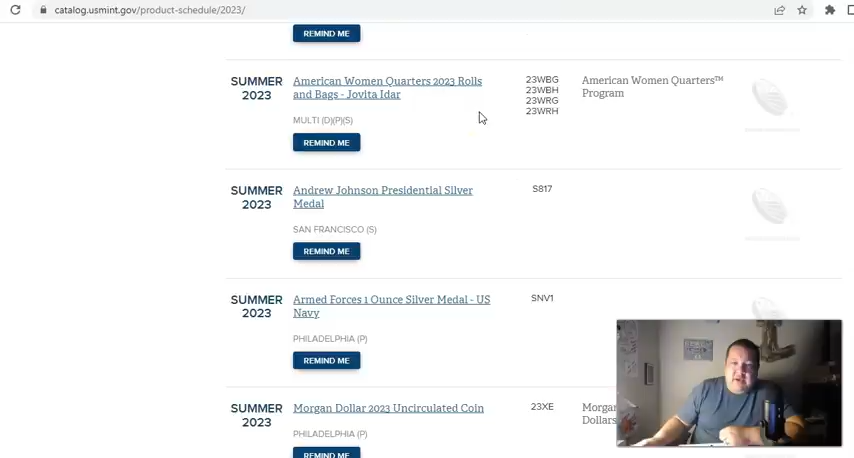 catalog.usmint.gov/product-schedule/2023/
REMIND ME
SUMMER
2023
American Women Quarters 2023 Rolls
and Bags - Jovita Idar
MULTI (D)(P)(S)
REMIND ME
23WBG
23WBH
23WRG
23WRH
American Women Quarters™
Program
SUMMER
2023
Andrew Johnson Presidential Silver
Medal
SAN FRANCISCO (S)
REMIND ME
S817
SUMMER
2023
Armed Forces 1 Ounce Silver Medal - US
Navy
PHILADELPHIA (P)
REMIND ME
SNV1
SUMMER
2023
Morgan Dollar 2023 Uncirculated Coin
PHILADELPHIA (P)
REMIND ME
23XE
Morga
Dollars